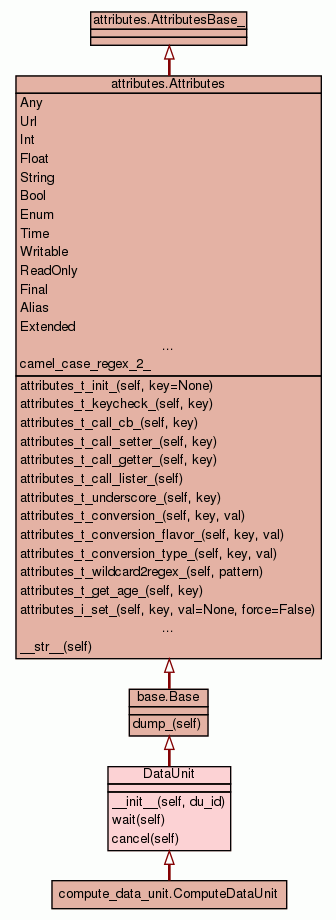 attributes.AttributesBase_
attributes.Attributes
Any
Url
Int
Float
String
Bool
Enum
Time
Writable
ReadOnly
Final
Alias
Extended
...
camel_case_regex_2_
attributes_t_init_(self, key=None)
attributes_t_keycheck_(self, key)
attributes_t_call_cb_(self, key)
attributes_t_call_setter_(self, key)
attributes_t_call_getter_(self, key)
attributes_t_call_lister_(self)
attributes_t_underscore_(self, key)
attributes_t_conversion_(self, key, val)
attributes_t_conversion_flavor_(self, key, val)
attributes_t_conversion_type_(self, key, val)
attributes_t_wildcard2regex_(self, pattern)
attributes_t_get_age_(self, key)
attributes_i_set_(self, key, val=None, force=False)
...
__str__(self)
base.Base
dump_(self)
DataUnit
__init__(self, du_id)
wait(self)
cancel(self)
compute_data_unit.ComputeDataUnit